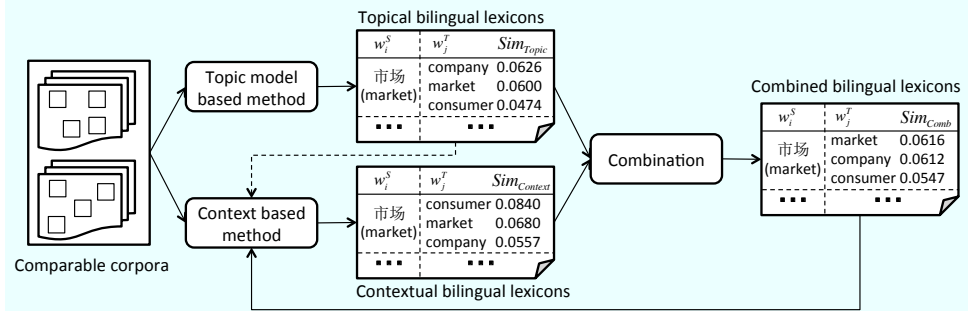 Topical bilingual lexicons
w_i^S w_j^T Sim_Topic
市场 (market)
company 0.0626
market 0.0600
consumer 0.0474
... ...
Topic model
based method
Comparable corpora
Context based
method
w_i^S w_j^T Sim_Context
市场 (market)
consumer 0.0840
market 0.0680
company 0.0557
... ...
Contextual bilingual lexicons
Combination
Combined bilingual lexicons
w_i^S w_j^T Sim_Comb
市场 (market)
market 0.0616
company 0.0612
consumer 0.0547
... ...